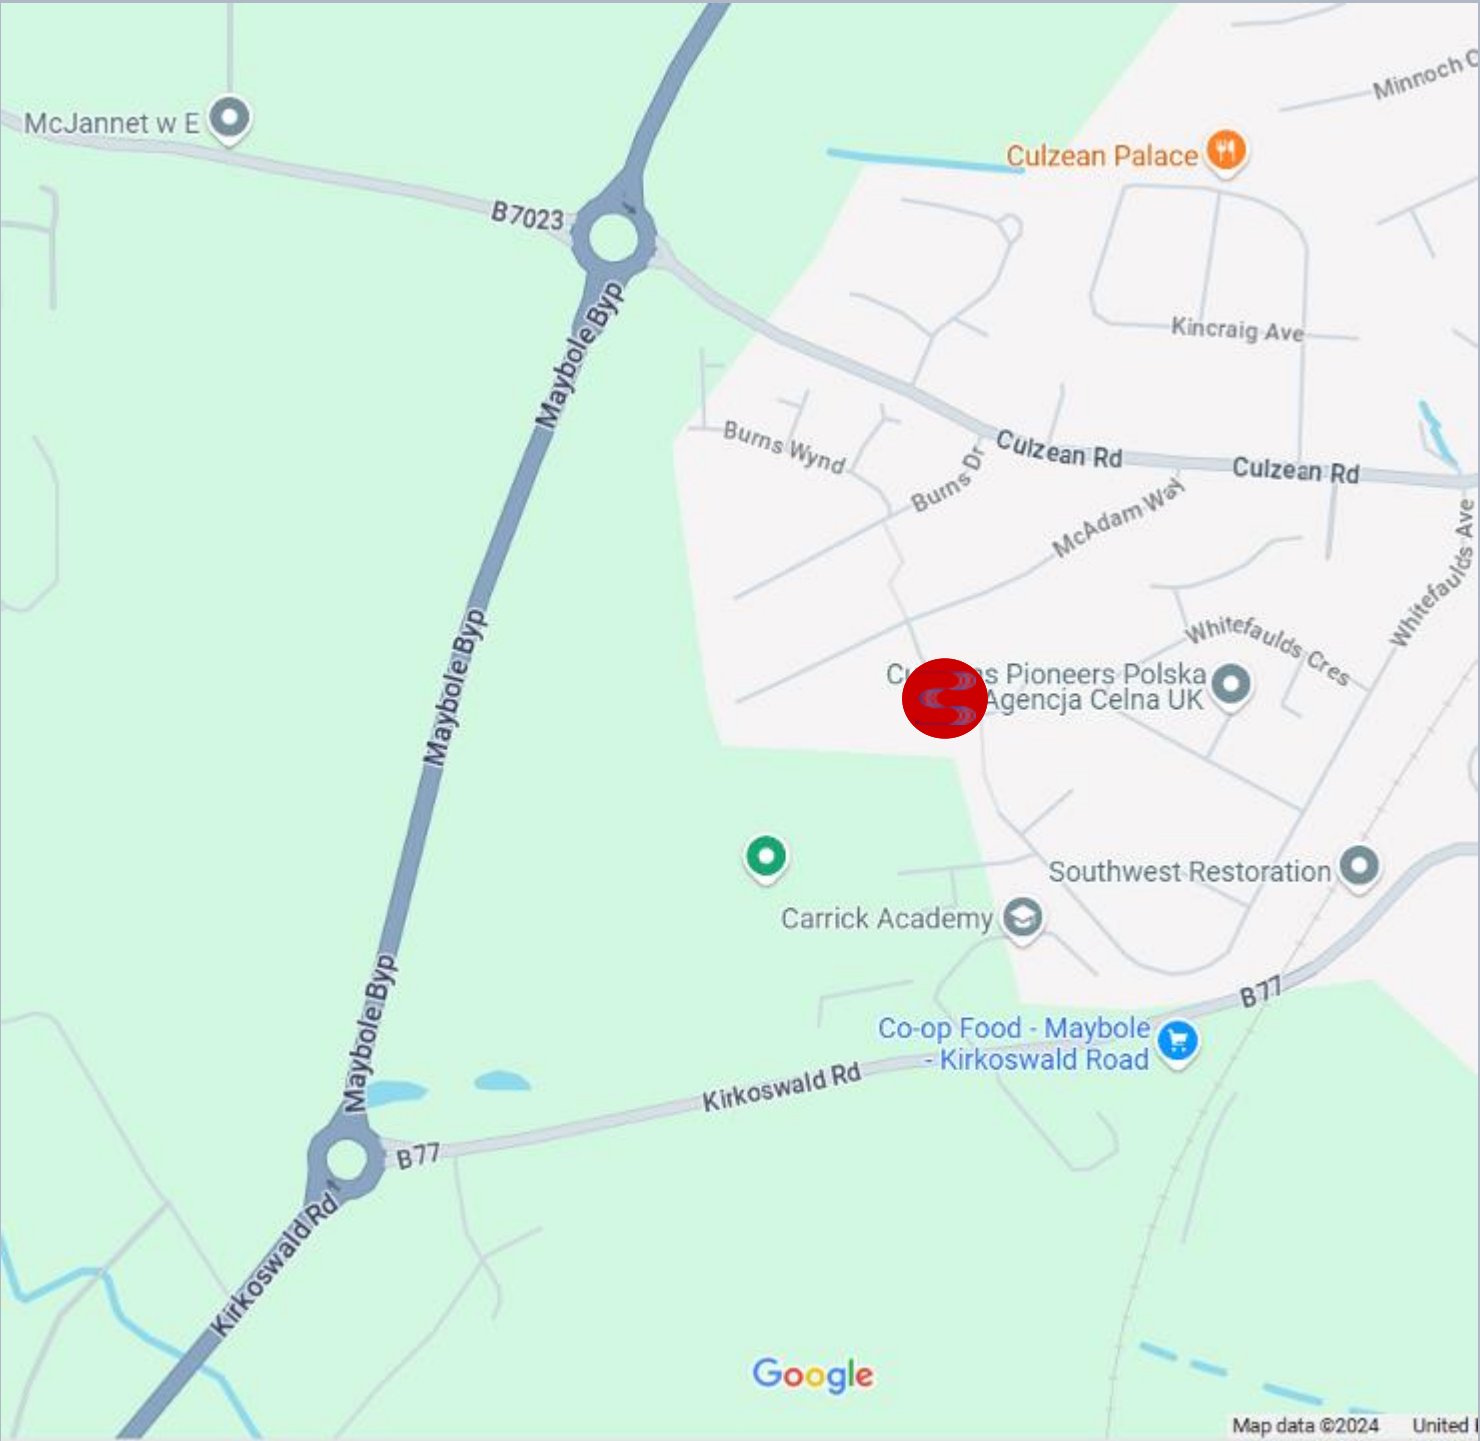 Minnoch C
McJannet w E
Culzean Palace
B7023
Maybole Byp
Kincraig Ave
Burns Wynd
Culzean Rd
Culzean Rd
Burns Dr
McAdam Way
Whitefaulds Ave
Maybole Byp
Whitefaulds Cres
Pioneers Polska
Agencja Celna UK
Southwest Restoration
Carrick Academy
Maybole Byp
B77
Co-op Food - Maybole
- Kirkoswald Road
Kirkoswald Rd
B77
Kirkoswald Rd
Google
Map data ©2024 United